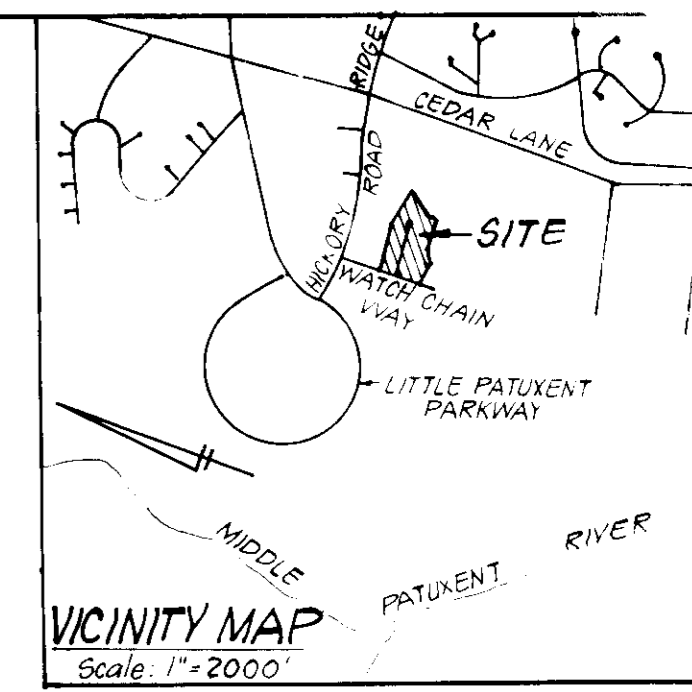 RIDGE
CEDAR LANE
ROAD
HICKORY
SITE
WATCH CHAIN
WAY
LITTLE PATUXENT
PARKWAY
MIDDLE
PATUXENT
RIVER
VICINITY MAP
Scale: 1"=2000'